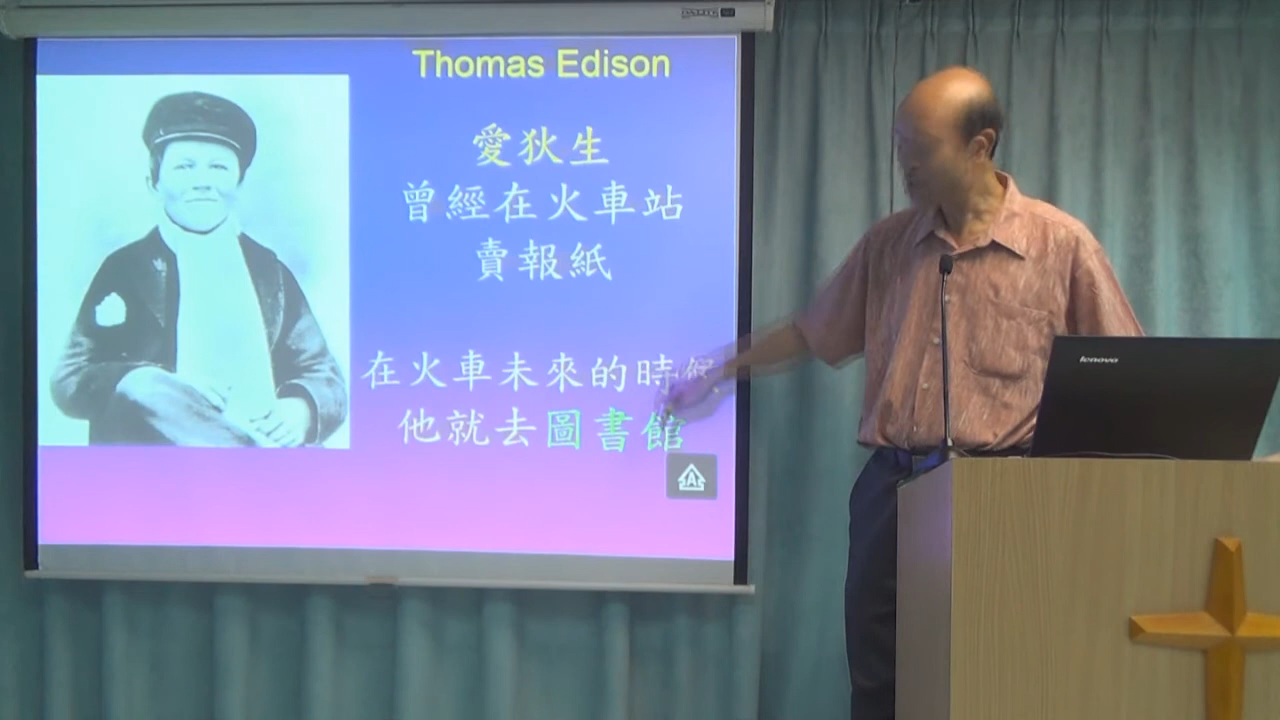 Thomas Edison
愛狄生
曾經在火車站
賣報紙
在火車未來的時候
他就去圖書館
A
lenovo